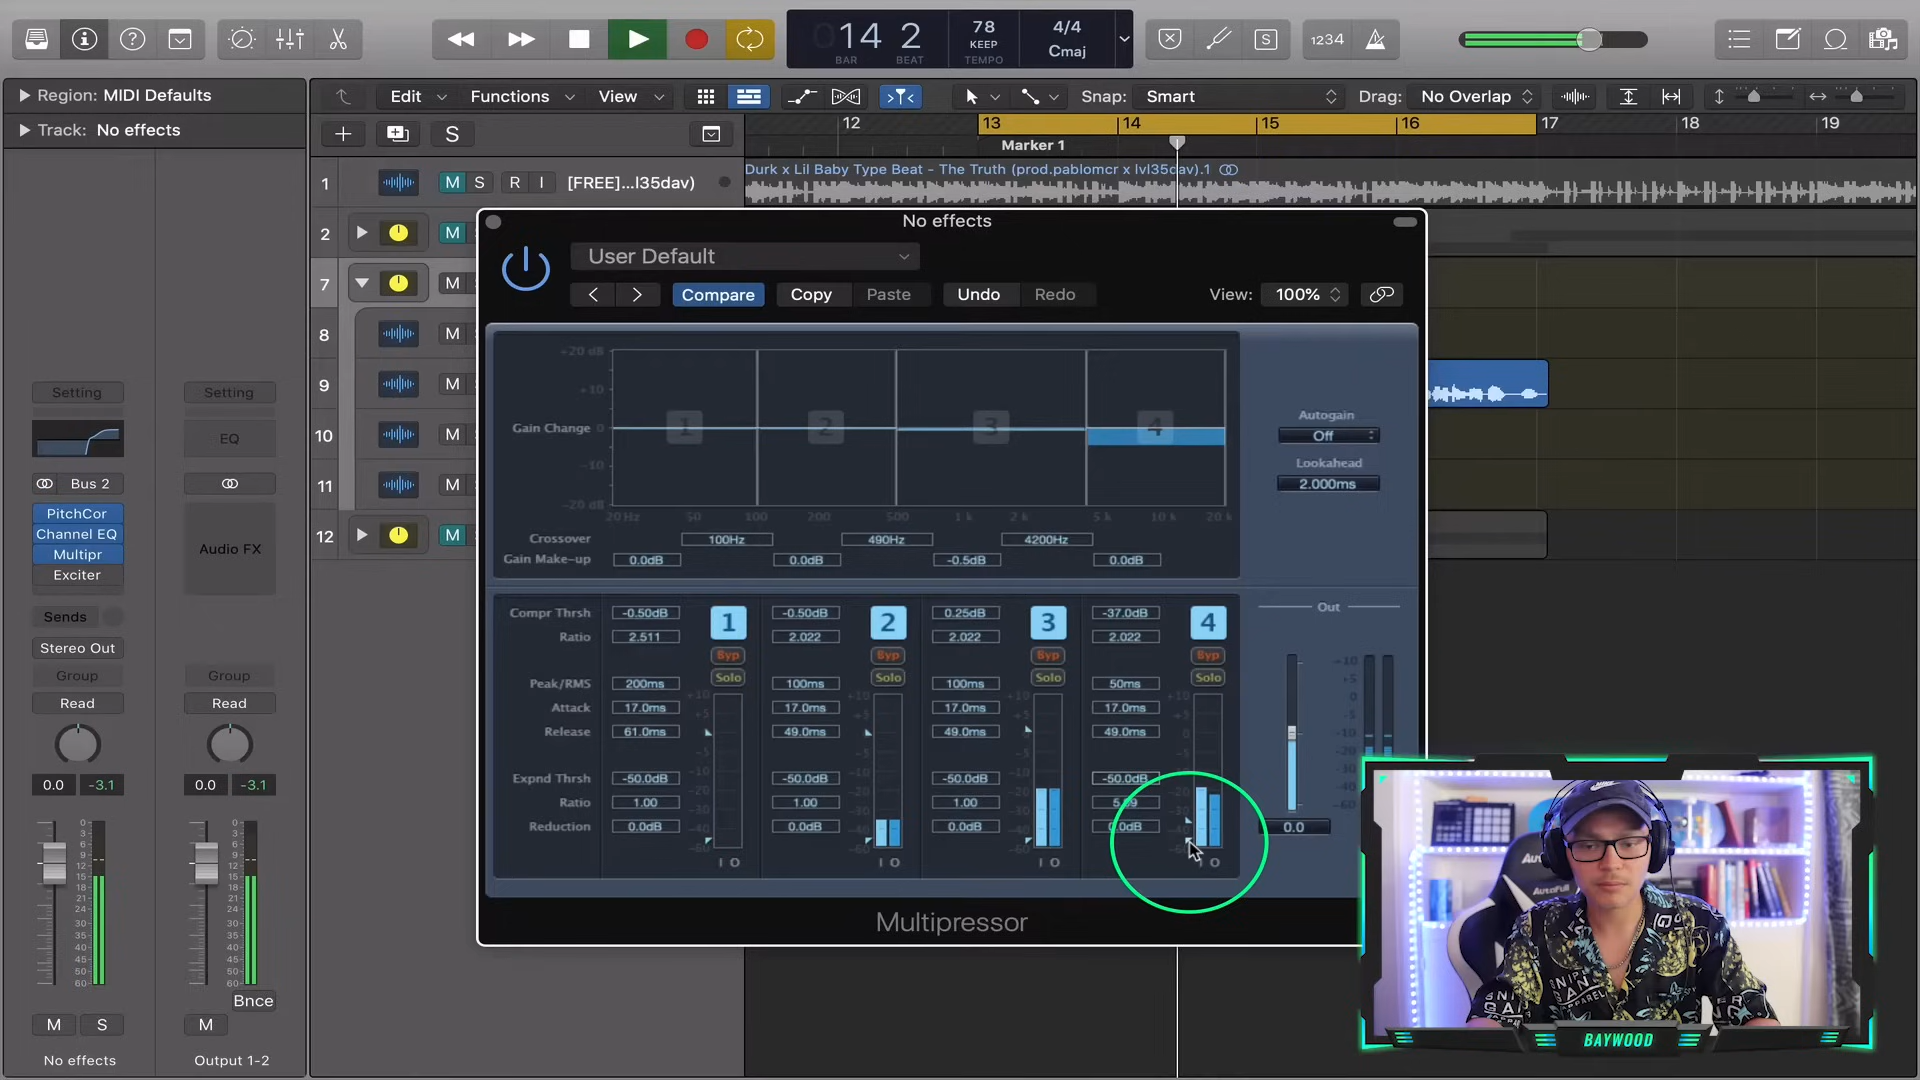 14 2
BAR BEAT
78
KEEP
TEMPO
4/4
Cmaj
S
1234
Region: MIDI Defaults
Track: No effects
Edit
Functions
View
Snap: Smart
Drag: No Overlap
S
12
13
14
15
16
17
18
19
Marker 1
1
M S R I [FREE]...l35dav)
Durk x Lil Baby Type Beat - The Truth (prod.pablomcr x lvl35dav).1
2
M
7
M
8
M
9
M
10
M
11
M
12
M
No effects
User Default
Compare
Copy
Paste
Undo
Redo
View: 100%
+20 dB
+10
Gain Change 0
-10
-20 dB
1 2 3 4
20 Hz 50 100 200 500 1 k 2 k 5 k 10 k 20 k
Crossover 100Hz 490Hz 4200Hz
Gain Make-up 0.0dB 0.0dB -0.5dB 0.0dB
Autogain
Off
Lookahead
2.000ms
Compr Thrsh -0.50dB -0.50dB 0.25dB -37.0dB
Ratio 2.511 2.022 2.022 2.022
1 2 3 4
Byp Byp Byp Byp
Solo Solo Solo Solo
Peak/RMS 200ms 100ms 100ms 50ms
Attack 17.0ms 17.0ms 17.0ms 17.0ms
Release 61.0ms 49.0ms 49.0ms 49.0ms
Expnd Thrsh -50.0dB -50.0dB -50.0dB -50.0dB
Ratio 1.00 1.00 1.00
Reduction 0.0dB 0.0dB 0.0dB 0.0dB
I O I O I O I O
Out
0.0
Multipressor
Setting
Setting
EQ
Bus 2
PitchCor
Channel EQ
Multipr
Exciter
Audio FX
Sends
Stereo Out
Group
Group
Read
Read
0.0 -3.1
0.0 -3.1
Bnce
M S
M
No effects
Output 1-2
AutoFull
BAYWOOD